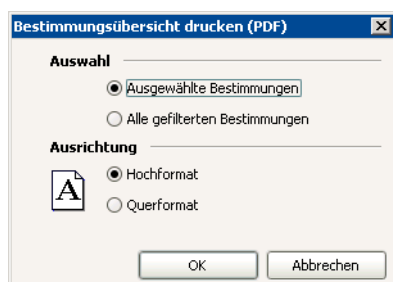 Bestimmungsübersicht drucken (PDF)
Auswahl
Ausgewählte Bestimmungen
Alle gefilterten Bestimmungen
Ausrichtung
Hochformat
A
Querformat
OK Abbrechen